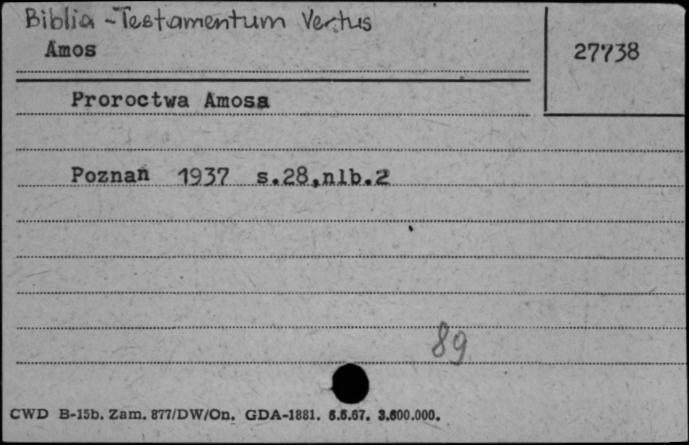 Biblia - Testamentum Vertus
Amos
27738
Proroctwa Amosa
Poznań 1937 s.28,nlb.2
89
CWD B-15b. Zam. 877/DW/On. GDA-1881. 6.6.67. 3.600.000.